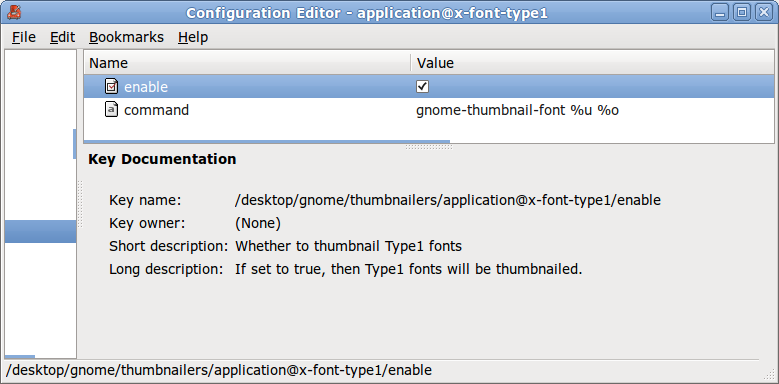 Configuration Editor - application@x-font-type1
File Edit Bookmarks Help
Name Value
enable
command gnome-thumbnail-font %u %o
Key Documentation
Key name: /desktop/gnome/thumbnailers/application@x-font-type1/enable
Key owner: (None)
Short description: Whether to thumbnail Type1 fonts
Long description: If set to true, then Type1 fonts will be thumbnailed.
/desktop/gnome/thumbnailers/application@x-font-type1/enable